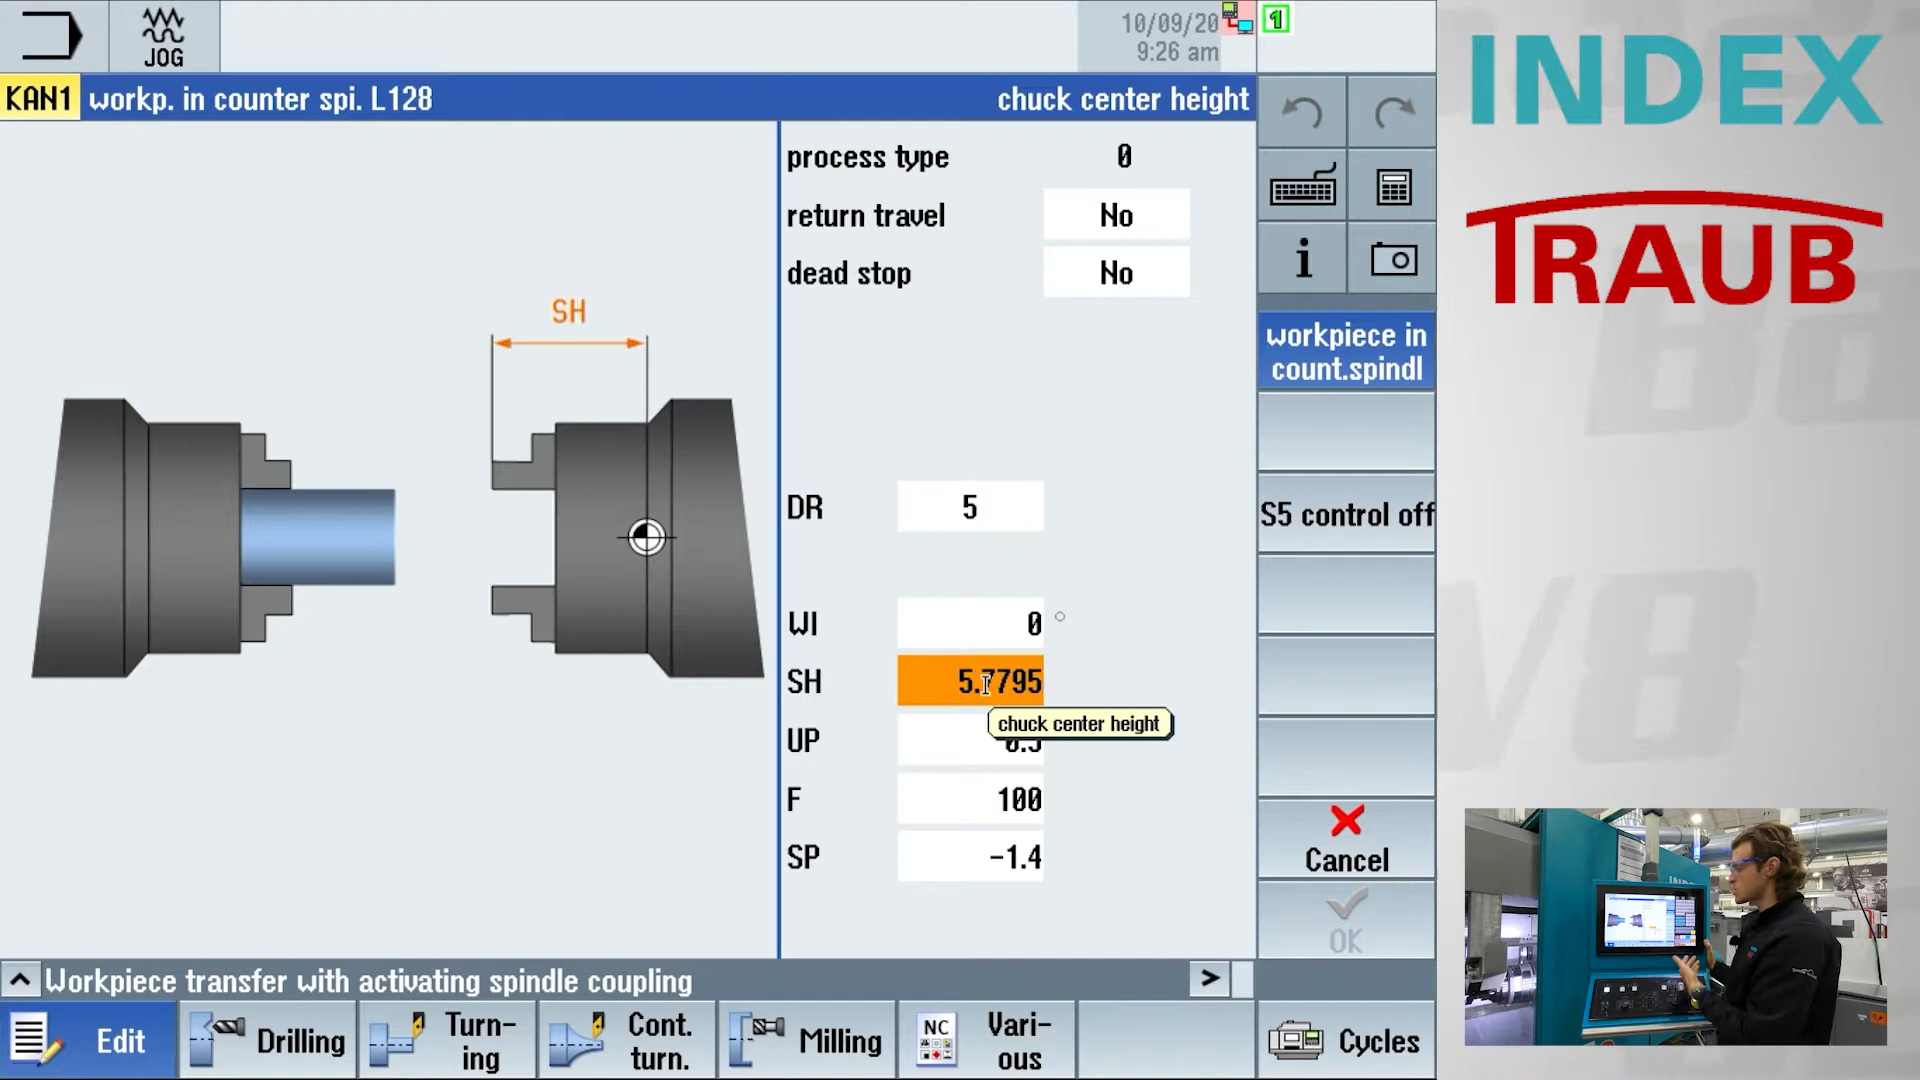 JOG
10/09/20
9:26 am
1
KAN1 workp. in counter spi. L128 chuck center height
process type 0
return travel No
dead stop No
SH
DR 5
WI 0 °
SH 5.7795
chuck center height
UP 0.5
F 100
SP -1.4
workpiece in
count.spindl
S5 control off
Cancel
OK
Workpiece transfer with activating spindle coupling >
Edit
Drilling
Turn-
ing
Cont.
turn.
Milling
NC
Vari-
ous
Cycles
INDEX
TRAUB